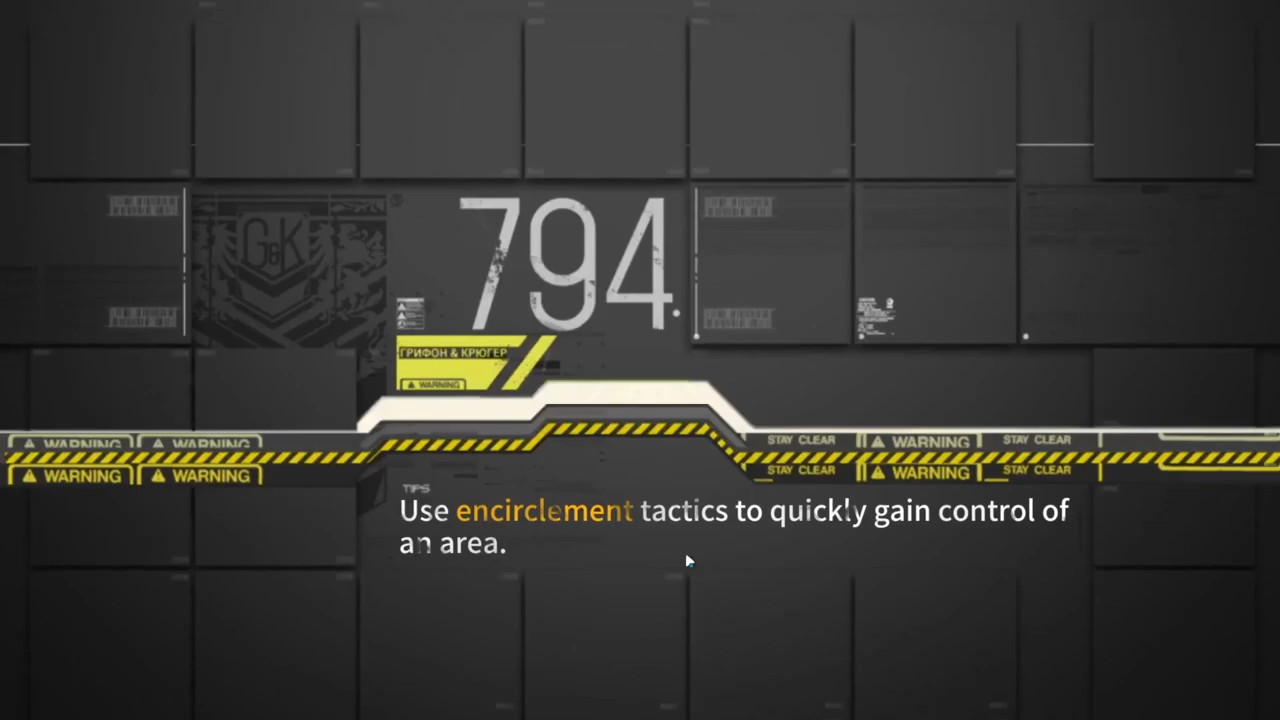 G&K
794.
ГРИФОН & КРЮГЕР
WARNING
WARNING WARNING STAY CLEAR WARNING STAY CLEAR
WARNING WARNING STAY CLEAR WARNING STAY CLEAR
TIPS
Use encirclement tactics to quickly gain control of
an area.